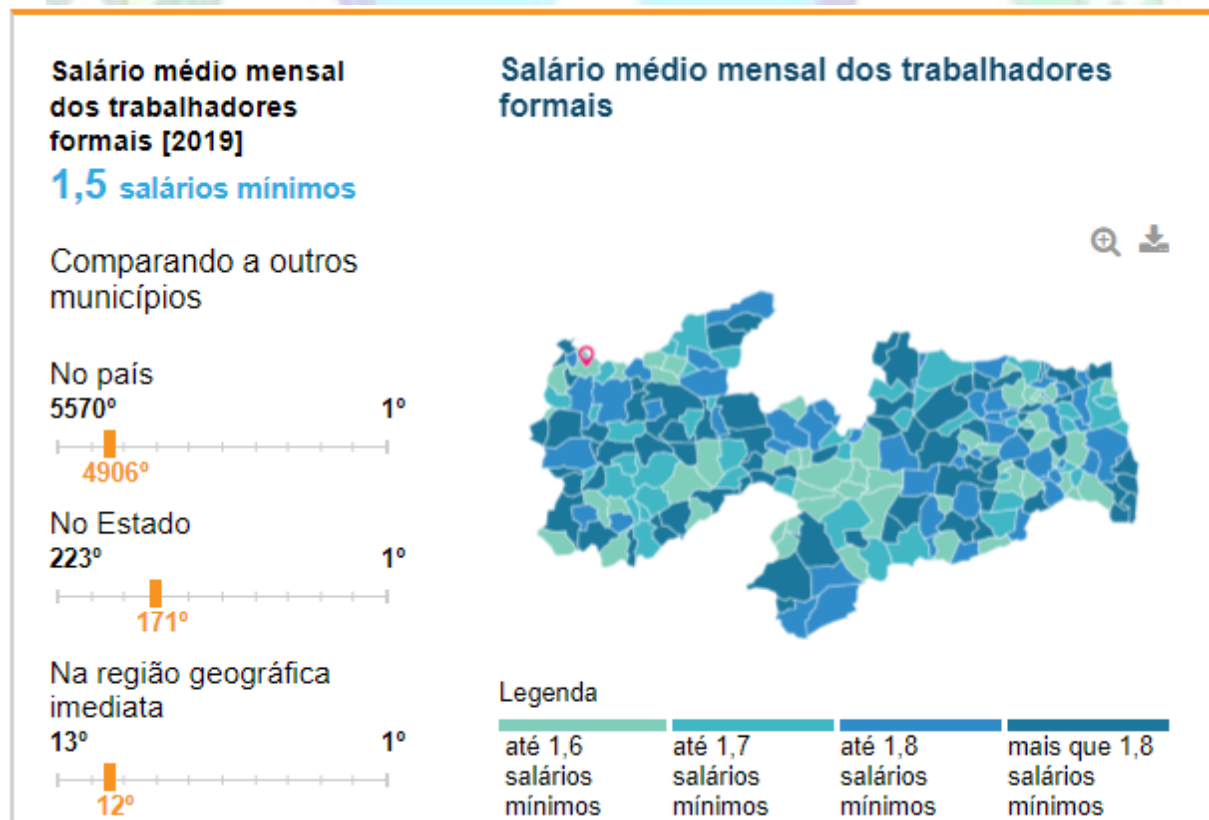 Salário médio mensal
dos trabalhadores
formais [2019]
1,5 salários mínimos
Comparando a outros
municípios
No país
5570º 1º
4906º
No Estado
223º 1º
171º
Na região geográfica
imediata
13º 1º
12º
Salário médio mensal dos trabalhadores
formais
Legenda
até 1,6
salários
mínimos
até 1,7
salários
mínimos
até 1,8
salários
mínimos
mais que 1,8
salários
mínimos